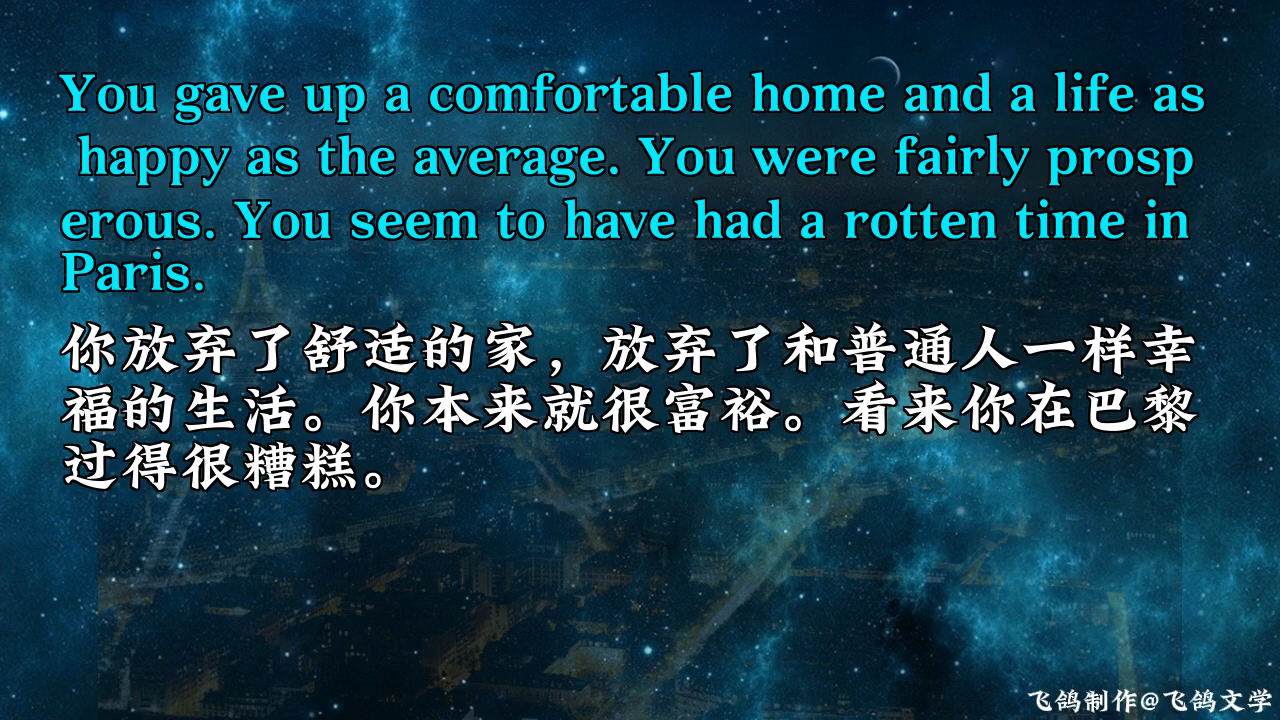 You gave up a comfortable home and a life as
happy as the average. You were fairly prosp
erous. You seem to have had a rotten time in
Paris.
你放弃了舒适的家，放弃了和普通人一样幸
福的生活。你本来就很富裕。看来你在巴黎
过得很糟糕。
飞鸽制作@飞鸽文学